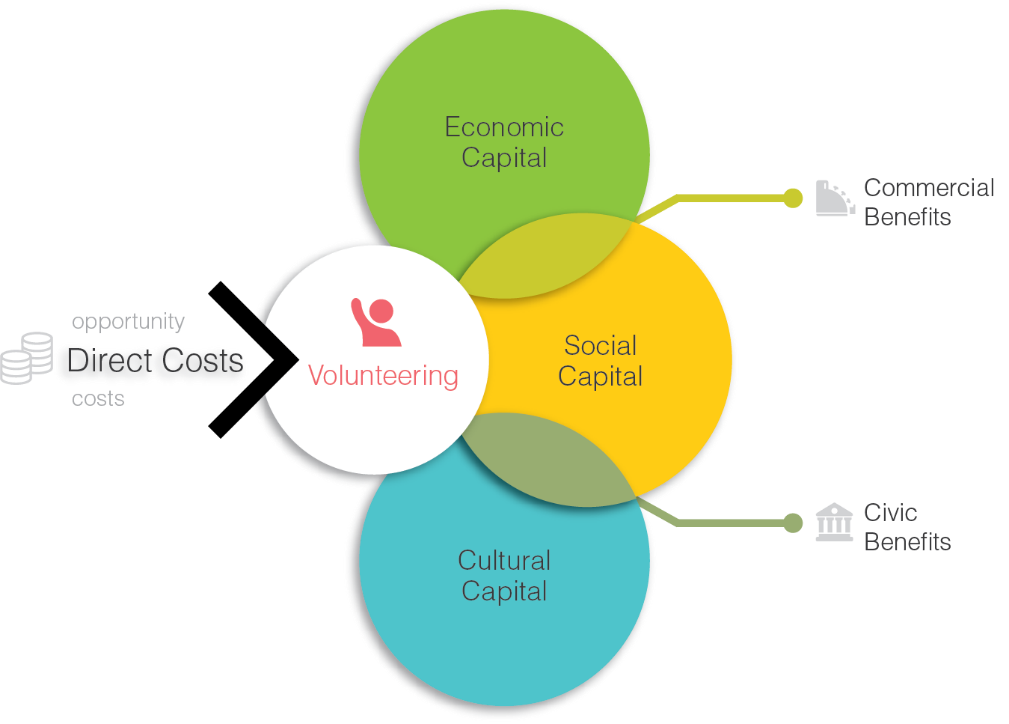 Economic
Capital
Commercial
Benefits
opportunity
Direct Costs
costs
Volunteering
Social
Capital
Civic
Benefits
Cultural
Capital